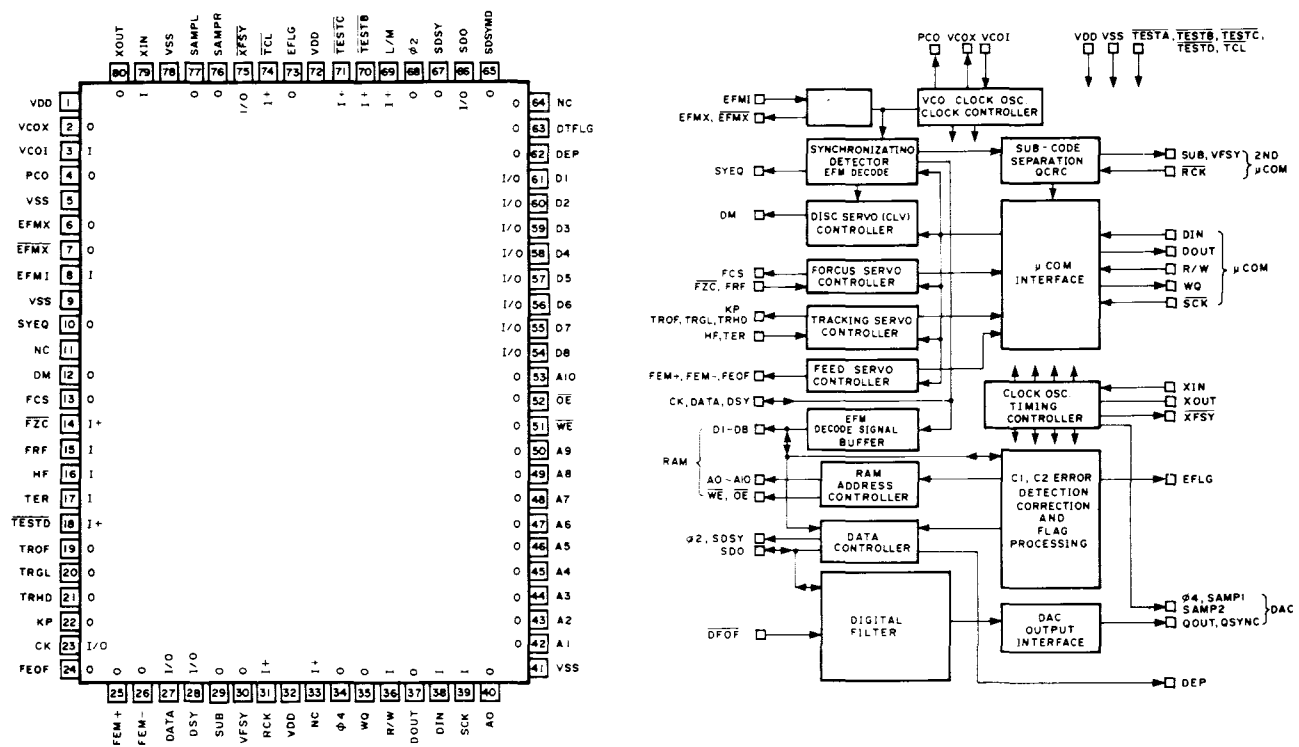 XOUT
XIN
VSS
SAMPL
SAMPR
XFSY
TCL
EFLG
VDD
TESTC
TESTB
L/M
φ2
SDSY
SDO
SDSYMD
80 79 78 77 76 75 74 73 72 71 70 69 68 67 66 65
O I O O I/O I+ O I+ I+ I+ O O I/O O
VDD 1
VCOX 2 O
VCOI 3 I
PCO 4 O
VSS 5
EFMX 6 O
EFMX 7 O
EFMI 8 I
VSS 9
SYEQ 10 O
NC 11
DM 12 O
FCS 13 O
FZC 14 I+
FRF 15 I
HF 16 I
TER 17 I
TESTD 18 I+
TROF 19 O
TRGL 20 O
TRHD 21 O
KP 22 O
CK 23 I/O
FEOF 24 O
O 64 NC
O 63 DTFLG
O 62 DEP
I/O 61 D1
I/O 60 D2
I/O 59 D3
I/O 58 D4
I/O 57 D5
I/O 56 D6
I/O 55 D7
I/O 54 D8
O 53 A10
O 52 OE
O 51 WE
O 50 A9
O 49 A8
O 48 A7
O 47 A6
O 46 A5
O 45 A4
O 44 A3
O 43 A2
O 42 A1
41 VSS
O O I/O I/O O O I+ I+ O O I O I I O
25 26 27 28 29 30 31 32 33 34 35 36 37 38 39 40
FEM+
FEM-
DATA
DSY
SUB
VFSY
RCK
VDD
NC
φ4
WQ
R/W
DOUT
DIN
SCK
AO
PCO VCOX VCOI
VDD VSS TESTA, TESTB, TESTC,
TESTD, TCL
EFMI
EFMX, EFMX
VCO CLOCK OSC.
CLOCK CONTROLLER
SYNCHRONIZATING
DETECTOR
EFM DECODE
SYEQ
SUB-CODE
SEPARATION
QCRC
SUB, VFSY
RCK
2ND
μCOM
DM
DISC SERVO (CLV)
CONTROLLER
μCOM
INTERFACE
DIN
DOUT
R/W
WQ
SCK
μCOM
FCS
FZC, FRF
FORCUS SERVO
CONTROLLER
KP
TROF, TRGL, TRHD
HF, TER
TRACKING SERVO
CONTROLLER
FEM+, FEM-, FEOF
FEED SERVO
CONTROLLER
CK, DATA, DSY
CLOCK OSC.
TIMING
CONTROLLER
XIN
XOUT
XFSY
D1-D8
EFM
DECODE SIGNAL
BUFFER
RAM
A0~A10
WE, OE
RAM
ADDRESS
CONTROLLER
C1, C2 ERROR
DETECTION
CORRECTION
AND
FLAG
PROCESSING
EFLG
φ2, SDSY
SDO
DATA
CONTROLLER
DFOF
DIGITAL
FILTER
DAC
OUTPUT
INTERFACE
φ4, SAMP1
SAMP2
QOUT, QSYNC
DAC
DEP